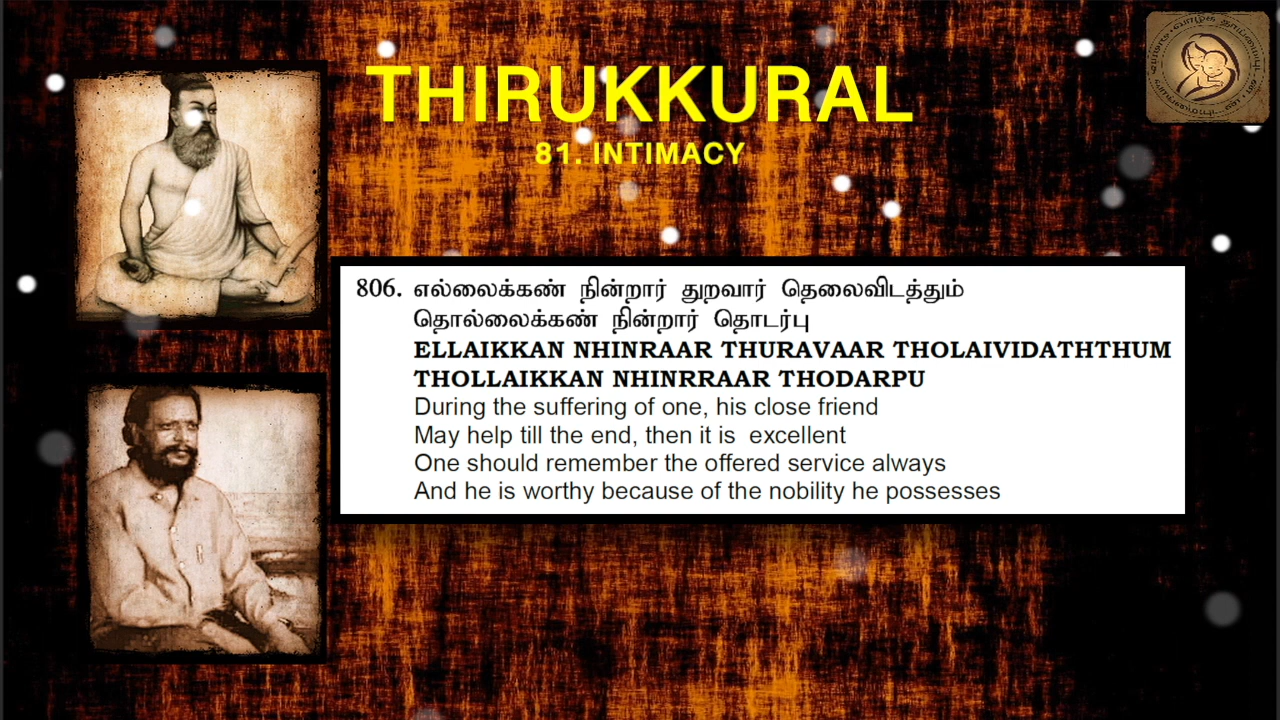 THIRUKKURAL
81. INTIMACY
806. எல்லைக்கண் நின்றார் துறவார் தொலைவிடத்தும்
தொல்லைக்கண் நின்றார் தொடர்பு
ELLAIKKAN NHINRAAR THURAVAAR THOLAIVIDATHTHUM
THOLLAIKKAN NHINRRAAR THODARPU
During the suffering of one, his close friend
May help till the end, then it is excellent
One should remember the offered service always
And he is worthy because of the nobility he possesses